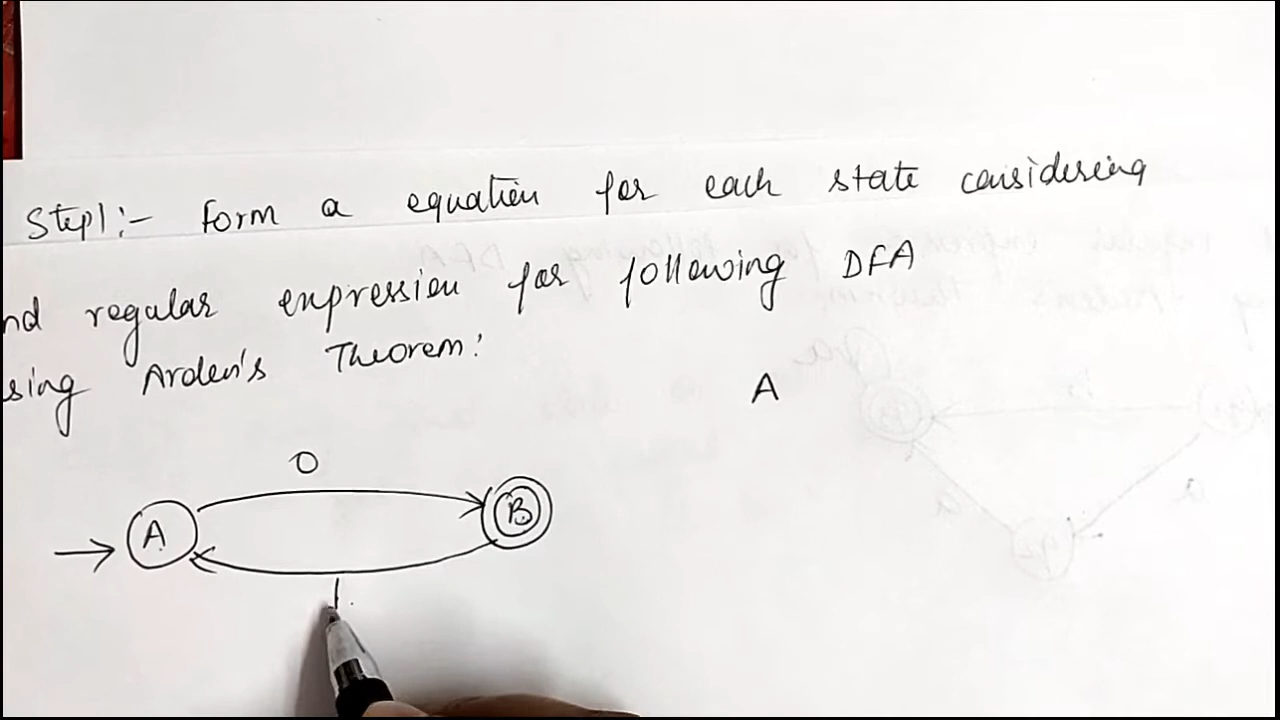 Step1:- form a equation for each state considering
nd regular expression for following DFA
sing Arden's Theorem:
A
0
A
B
1